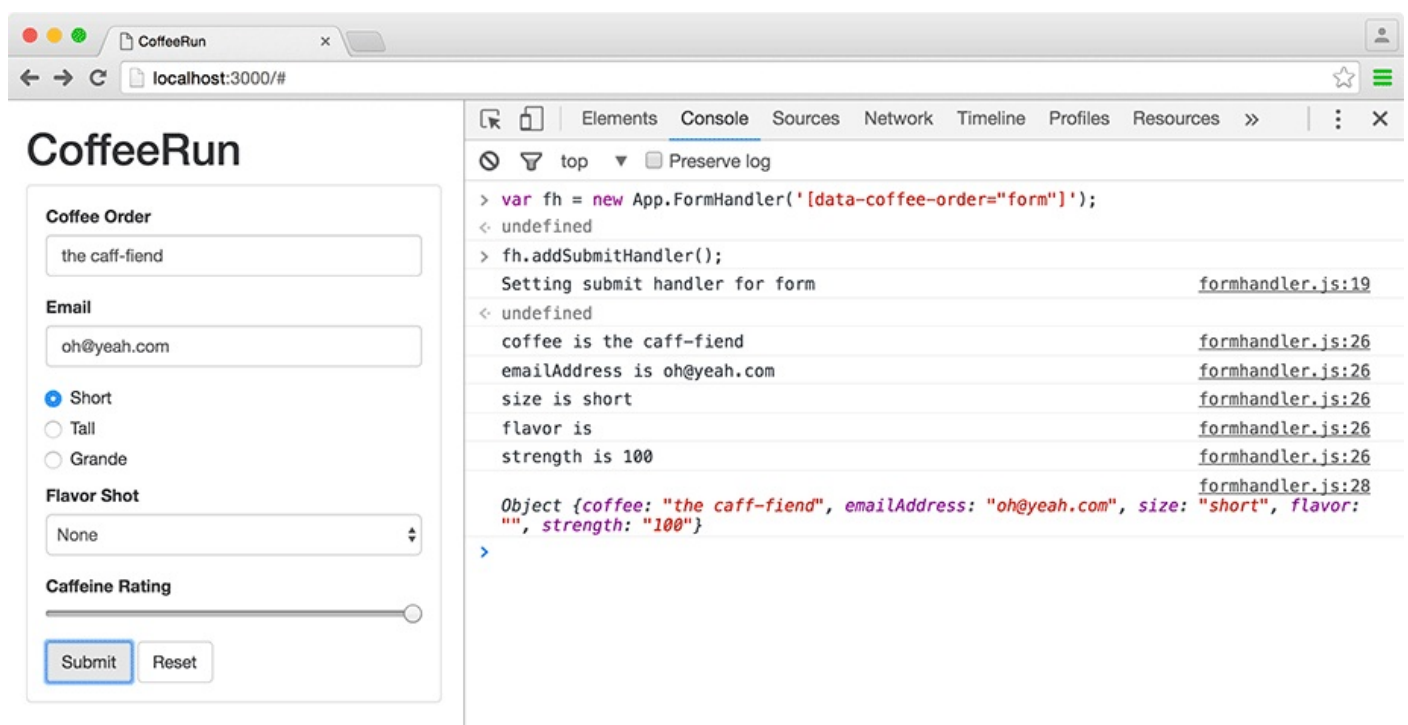 CoffeeRun
localhost:3000/#
CoffeeRun
Coffee Order
the caff-fiend
Email
oh@yeah.com
Short
Tall
Grande
Flavor Shot
None
Caffeine Rating
Submit Reset
Elements Console Sources Network Timeline Profiles Resources »
top ▼ Preserve log
> var fh = new App.FormHandler('[data-coffee-order="form"]');
< undefined
> fh.addSubmitHandler();
Setting submit handler for form formhandler.js:19
< undefined
coffee is the caff-fiend formhandler.js:26
emailAddress is oh@yeah.com formhandler.js:26
size is short formhandler.js:26
flavor is formhandler.js:26
strength is 100 formhandler.js:26
formhandler.js:28
Object {coffee: "the caff-fiend", emailAddress: "oh@yeah.com", size: "short", flavor:
"", strength: "100"}
>